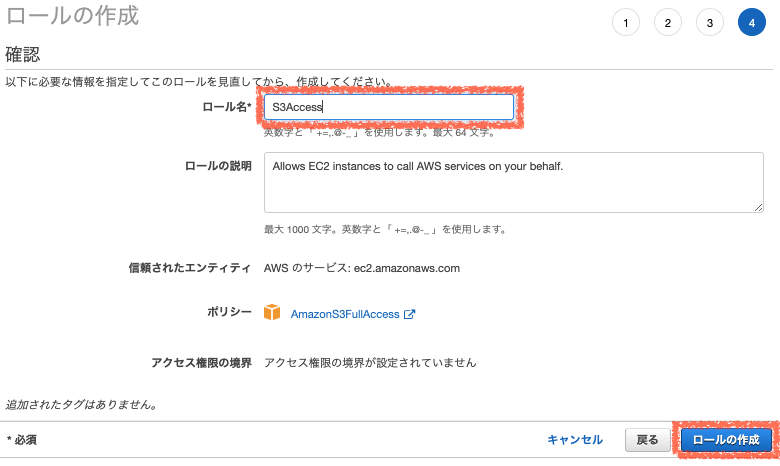 ロールの作成
1 2 3 4
確認
以下に必要な情報を指定してこのロールを見直してから、作成してください。
ロール名* S3Access
英数字と「 +=,.@-_ 」を使用します。最大 64 文字。
ロールの説明 Allows EC2 instances to call AWS services on your behalf.
最大 1000 文字。英数字と「 +=,.@-_ 」を使用します。
信頼されたエンティティ AWS のサービス: ec2.amazonaws.com
ポリシー AmazonS3FullAccess
アクセス権限の境界 アクセス権限の境界が設定されていません
追加されたタグはありません。
* 必須 キャンセル 戻る ロールの作成